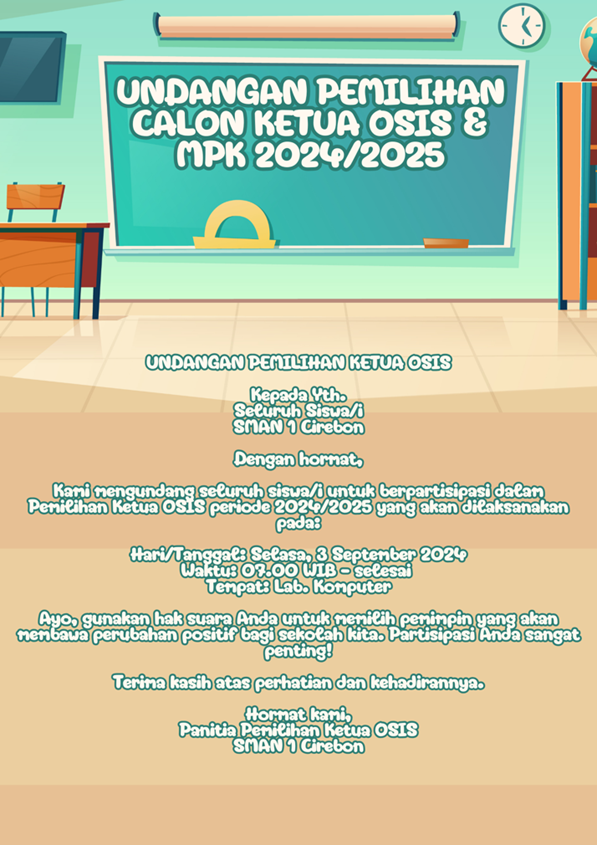 UNDANGAN PEMILIHAN
CALON KETUA OSIS &
MPK 2024/2025
UNDANGAN PEMILIHAN KETUA OSIS
Kepada Yth.
Seluruh Siswa/i
SMAN 1 Cirebon
Dengan hormat,
Kami mengundang seluruh siswa/i untuk berpartisipasi dalam
Pemilihan Ketua OSIS periode 2024/2025 yang akan dilaksanakan
pada:
Hari/Tanggal: Selasa, 3 September 2024
Waktu: 07.00 WIB - selesai
Tempat: Lab. Komputer
Ayo, gunakan hak suara Anda untuk memilih pemimpin yang akan
membawa perubahan positif bagi sekolah kita. Partisipasi Anda sangat
penting!
Terima kasih atas perhatian dan kehadirannya.
Hormat kami,
Panitia Pemilihan Ketua OSIS
SMAN 1 Cirebon